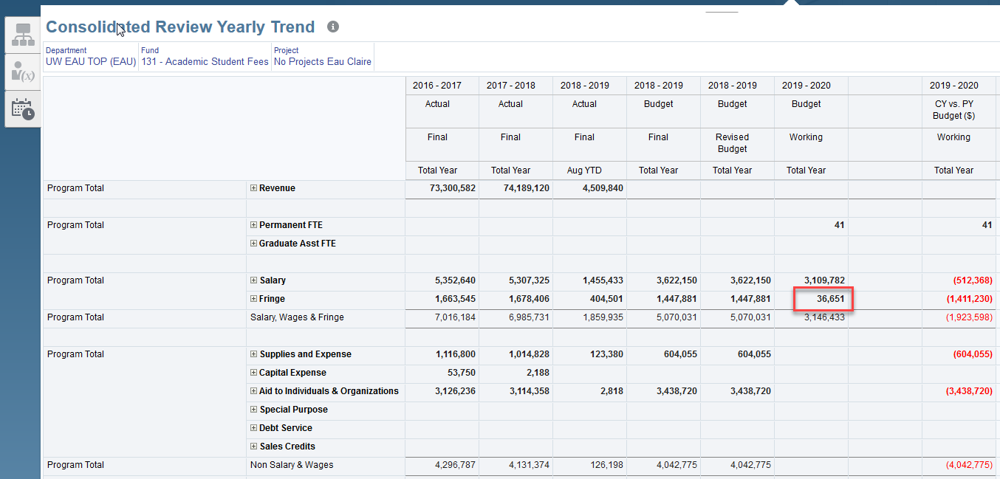 Consolidated Review Yearly Trend
Department Fund Project
UW EAU TOP (EAU) 131 - Academic Student Fees No Projects Eau Claire
(x)
2016 - 2017 2017 - 2018 2018 - 2019 2018 - 2019 2018 - 2019 2019 - 2020 2019 - 2020
Actual Actual Actual Budget Budget Budget CY vs. PY
Budget ($)
Final Final Final Final Revised Working Working
Budget
Total Year Total Year Aug YTD Total Year Total Year Total Year Total Year
Program Total Revenue 73,300,582 74,189,120 4,509,840
Program Total Permanent FTE 41 41
Graduate Asst FTE
Program Total Salary 5,352,640 5,307,325 1,455,433 3,622,150 3,622,150 3,109,782 (512,368)
Fringe 1,663,545 1,678,406 404,501 1,447,881 1,447,881 36,651 (1,411,230)
Program Total Salary, Wages & Fringe 7,016,184 6,985,731 1,859,935 5,070,031 5,070,031 3,146,433 (1,923,598)
Program Total Supplies and Expense 1,116,800 1,014,828 123,380 604,055 604,055 (604,055)
Capital Expense 53,750 2,188
Aid to Individuals & Organizations 3,126,236 3,114,358 2,818 3,438,720 3,438,720 (3,438,720)
Special Purpose
Debt Service
Sales Credits
Program Total Non Salary & Wages 4,296,787 4,131,374 126,198 4,042,775 4,042,775 (4,042,775)